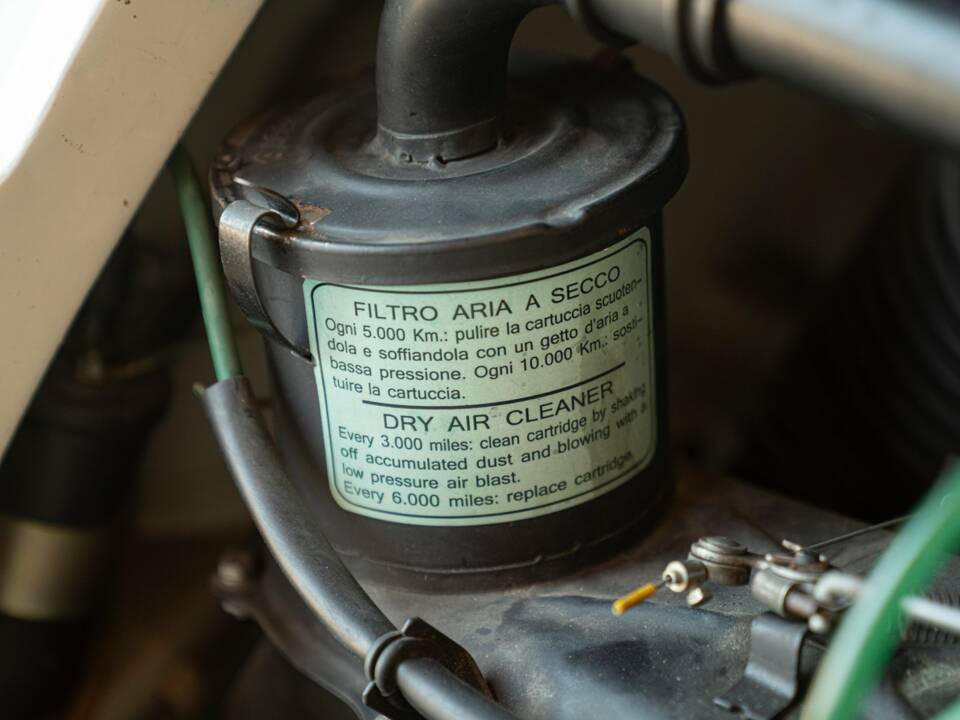 FILTRO ARIA A SECCO
Ogni 5.000 Km.: pulire la cartuccia scuoten-
dola e soffiandola con un getto d'aria a
bassa pressione. Ogni 10.000 Km.: sosti-
tuire la cartuccia.
DRY AIR CLEANER
Every 3.000 miles: clean cartridge by shaking
off accumulated dust and blowing with a
low pressure air blast.
Every 6.000 miles: replace cartridge.